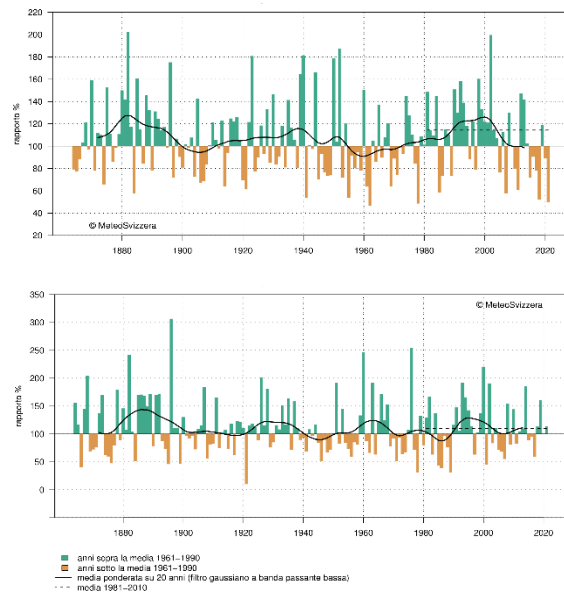 220
200
180
160
140
120
100
80
60
40
20
rapporto %
© MeteoSvizzera
1880 1900 1920 1940 1960 1980 2000 2020
350
300
250
200
150
100
50
0
rapporto %
© MeteoSvizzera
1880 1900 1920 1940 1960 1980 2000 2020
anni sopra la media 1961−1990
anni sotto la media 1961−1990
media ponderata su 20 anni (filtro gaussiano a banda passante bassa)
media 1981−2010